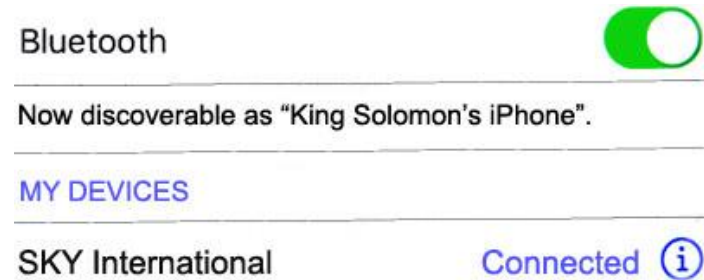 Bluetooth
Now discoverable as “King Solomon’s iPhone”.
MY DEVICES
SKY International Connected